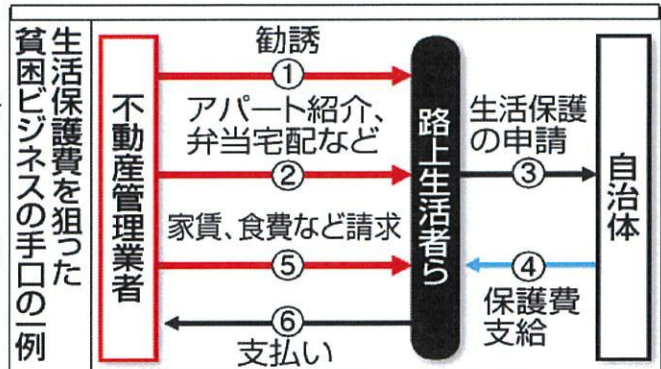 生活保護費を狙った
貧困ビジネスの手口の一例
不動産管理業者
勧誘
①
アパート紹介、
弁当宅配など
②
家賃、食費など請求
⑤
⑥
支払い
路上生活者ら
生活保護
の申請
③
④
保護費
支給
自治体